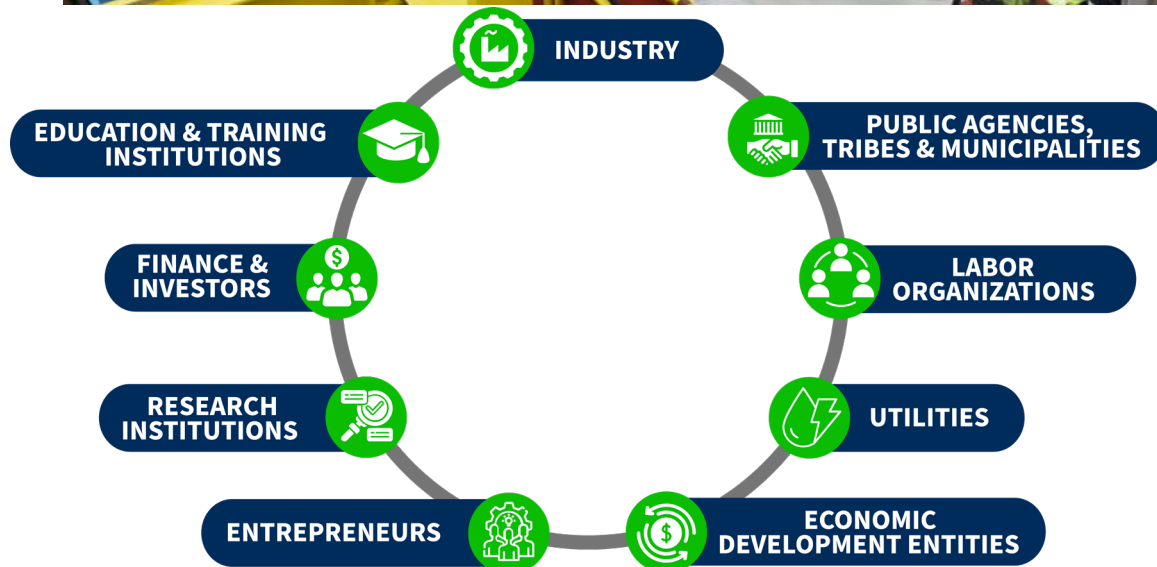 INDUSTRY
PUBLIC AGENCIES,
TRIBES & MUNICIPALITIES
LABOR
ORGANIZATIONS
UTILITIES
ECONOMIC
DEVELOPMENT ENTITIES
ENTREPRENEURS
RESEARCH
INSTITUTIONS
FINANCE &
INVESTORS
EDUCATION & TRAINING
INSTITUTIONS
$
$